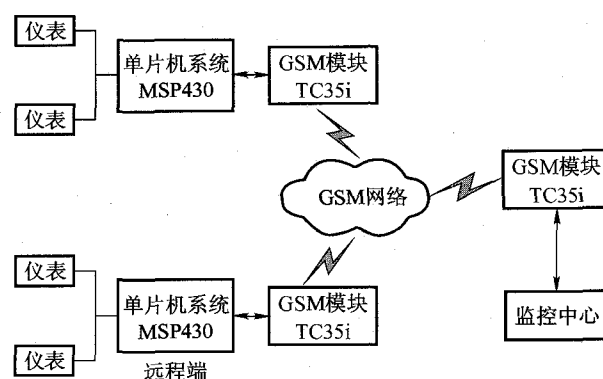 仪表
单片机系统
MSP430
GSM模块
TC35i
仪表
GSM网络
GSM模块
TC35i
仪表
单片机系统
MSP430
GSM模块
TC35i
监控中心
仪表
远程端